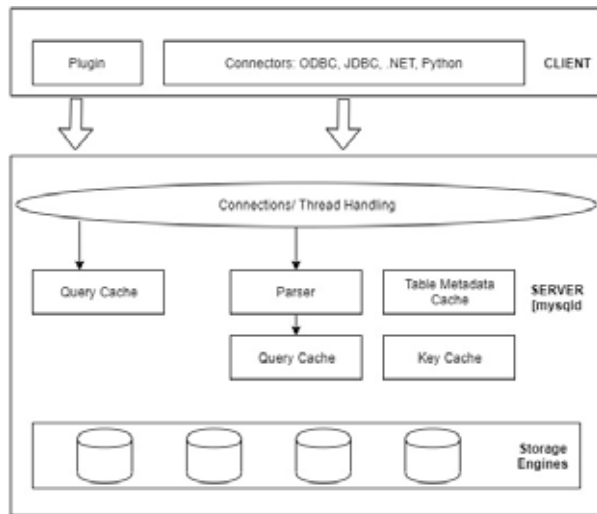 Plugin
Connectors: ODBC, JDBC, .NET, Python
CLIENT
Connections/ Thread Handling
Query Cache
Parser
Table Metadata
Cache
SERVER
[mysqld
Query Cache
Key Cache
Storage
Engines